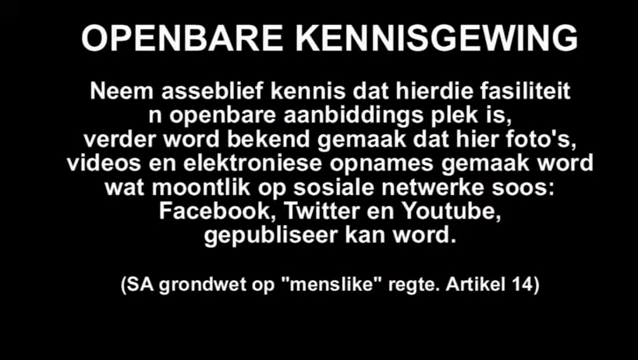 OPENBARE KENNISGEWING
Neem asseblief kennis dat hierdie fasiliteit
n openbare aanbiddings plek is,
verder word bekend gemaak dat hier foto's,
videos en elektroniese opnames gemaak word
wat moontlik op sosiale netwerke soos:
Facebook, Twitter en Youtube,
gepubliseer kan word.
(SA grondwet op "menslike" regte. Artikel 14)